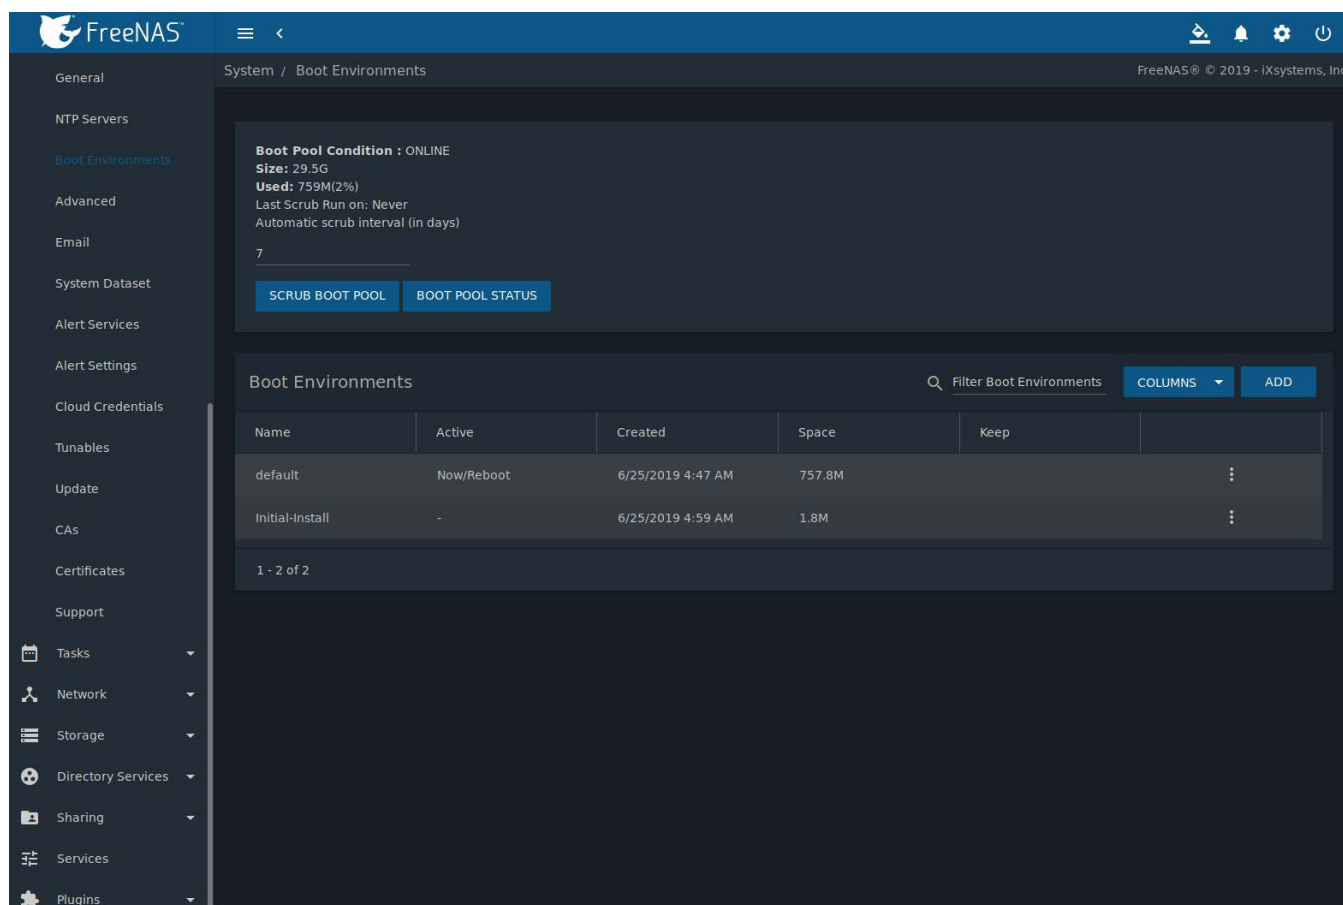 FreeNAS
System / Boot Environments
FreeNAS® © 2019 - iXsystems, Inc
General
NTP Servers
Boot Environments
Advanced
Email
System Dataset
Alert Services
Alert Settings
Cloud Credentials
Tunables
Update
CAs
Certificates
Support
Tasks
Network
Storage
Directory Services
Sharing
Services
Plugins
Boot Pool Condition : ONLINE
Size: 29.5G
Used: 759M(2%)
Last Scrub Run on: Never
Automatic scrub interval (in days)
7
SCRUB BOOT POOL BOOT POOL STATUS
Boot Environments Filter Boot Environments COLUMNS ADD
Name Active Created Space Keep
default Now/Reboot 6/25/2019 4:47 AM 757.8M
Initial-Install - 6/25/2019 4:59 AM 1.8M
1 - 2 of 2